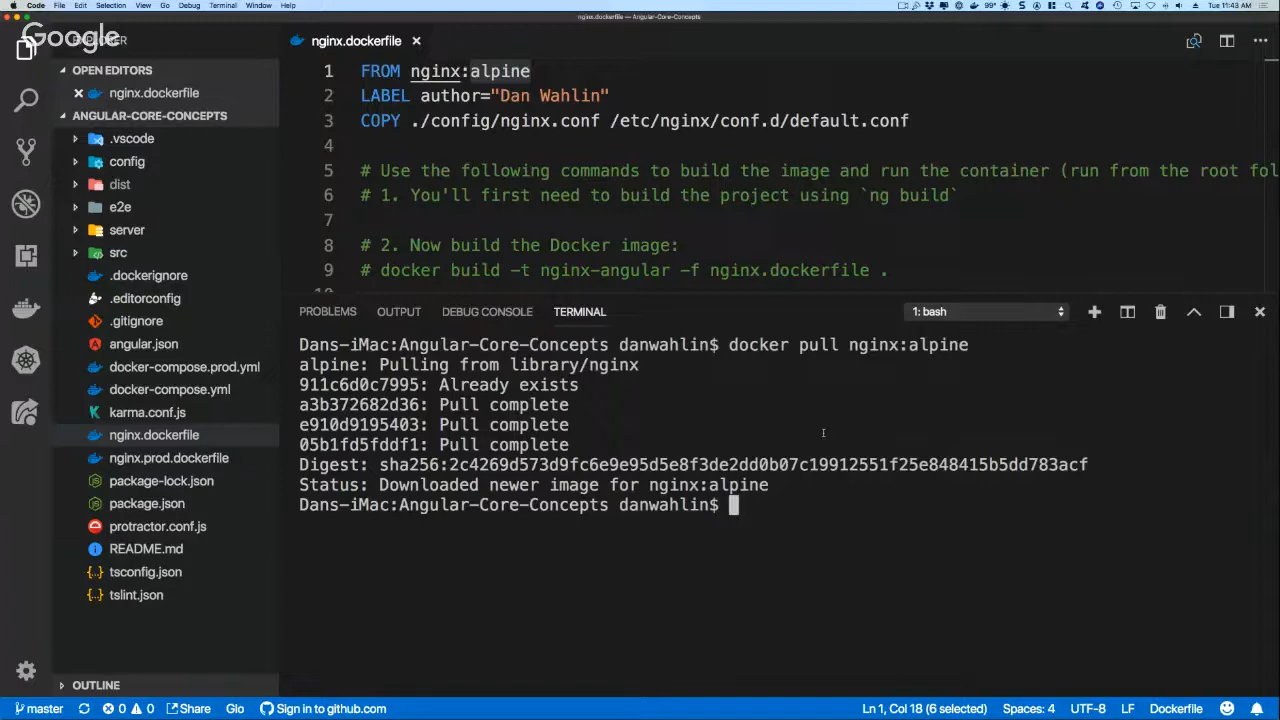 Code File Edit Selection View Go Debug Terminal Window Help
99° Tue 11:43 AM
nginx.dockerfile — Angular-Core-Concepts
Google
EXPLORER
OPEN EDITORS
nginx.dockerfile
ANGULAR-CORE-CONCEPTS
.vscode
config
dist
e2e
server
src
.dockerignore
.editorconfig
.gitignore
angular.json
docker-compose.prod.yml
docker-compose.yml
karma.conf.js
nginx.dockerfile
nginx.prod.dockerfile
package-lock.json
package.json
protractor.conf.js
README.md
tsconfig.json
tslint.json
OUTLINE
nginx.dockerfile
1 FROM nginx:alpine
2 LABEL author="Dan Wahlin"
3 COPY ./config/nginx.conf /etc/nginx/conf.d/default.conf
4
5 # Use the following commands to build the image and run the container (run from the root fol
6 # 1. You'll first need to build the project using `ng build`
7
8 # 2. Now build the Docker image:
9 # docker build -t nginx-angular -f nginx.dockerfile .
10
PROBLEMS OUTPUT DEBUG CONSOLE TERMINAL 1: bash
Dans-iMac:Angular-Core-Concepts danwahlin$ docker pull nginx:alpine
alpine: Pulling from library/nginx
911c6d0c7995: Already exists
a3b372682d36: Pull complete
e910d9195403: Pull complete
05b1fd5fddf1: Pull complete
Digest: sha256:2c4269d573d9fc6e9e95d5e8f3de2dd0b07c19912551f25e848415b5dd783acf
Status: Downloaded newer image for nginx:alpine
Dans-iMac:Angular-Core-Concepts danwahlin$
master 0 0 Share Glo Sign in to github.com
Ln 1, Col 18 (6 selected) Spaces: 4 UTF-8 LF Dockerfile